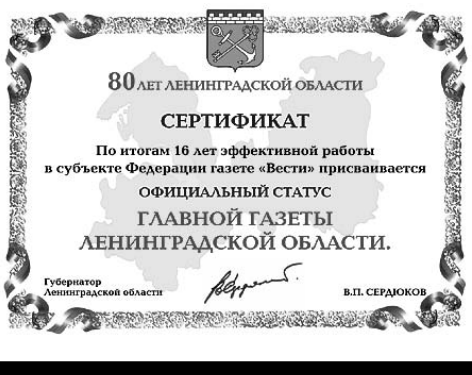 80 ЛЕТ ЛЕНИНГРАДСКОЙ ОБЛАСТИ
СЕРТИФИКАТ
По итогам 16 лет эффективной работы
в субъекте Федерации газете «Вести» присваивается
ОФИЦИАЛЬНЫЙ СТАТУС
ГЛАВНОЙ ГАЗЕТЫ
ЛЕНИНГРАДСКОЙ ОБЛАСТИ.
Губернатор
Ленинградской области
В.П. СЕРДЮКОВ